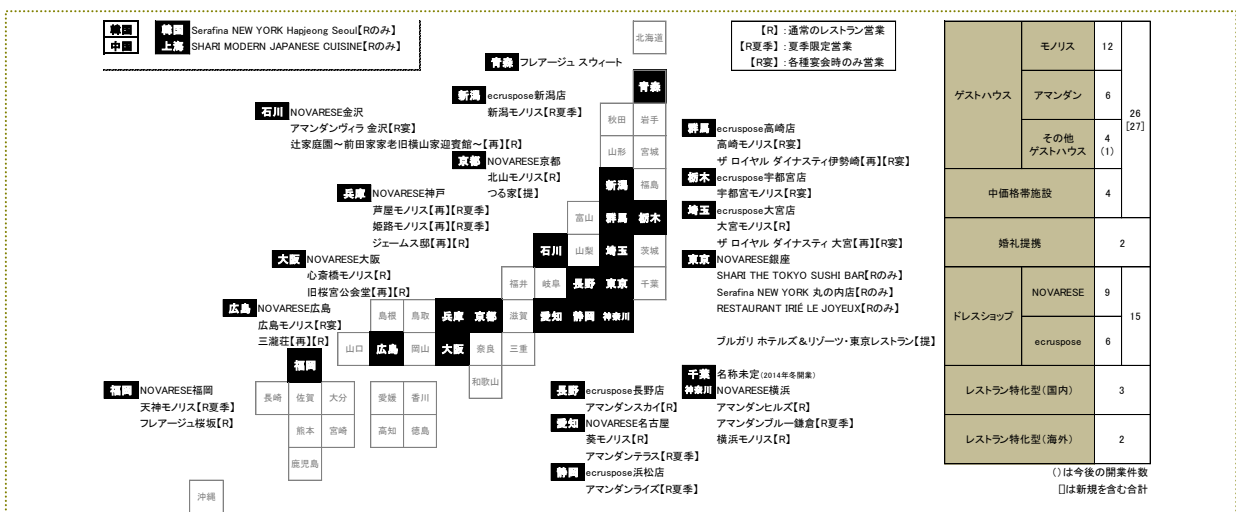 韓国 韓国 Serafina NEW YORK Hapjeong Seoul【Rのみ】
中国 上海 SHARI MODERN JAPANESE CUISINE【Rのみ】
【R】：通常のレストラン営業
【R夏季】：夏季限定営業
【R宴】：各種宴会時のみ営業
青森 フレアージュ スウィート
新潟 ecruspose新潟店
新潟モノリス【R夏季】
石川 NOVARESE金沢
アマンダンヴィラ 金沢【R宴】
辻家庭園～前田家家老旧横山家迎賓館～【再】【R】
京都 NOVARESE京都
北山モノリス【R】
つる家【提】
兵庫 NOVARESE神戸
芦屋モノリス【再】【R夏季】
姫路モノリス【再】【R夏季】
ジェームス邸【再】【R】
大阪 NOVARESE大阪
心斎橋モノリス【R】
旧桜宮公会堂【再】【R】
広島 NOVARESE広島
広島モノリス【R宴】
三瀧荘【再】【R】
福岡 NOVARESE福岡
天神モノリス【R夏季】
フレアージュ桜坂【R】
北海道
青森
秋田 岩手
山形 宮城
新潟 福島
富山 群馬 栃木
石川 山梨 埼玉 茨城
福井 岐阜 長野 東京 千葉
島根 鳥取 兵庫 京都 滋賀 愛知 静岡 神奈川
山口 広島 岡山 大阪 奈良 三重
福岡 和歌山
長崎 佐賀 大分 愛媛 香川
熊本 宮崎 高知 徳島
鹿児島
沖縄
群馬 ecruspose高崎店
高崎モノリス【R宴】
ザ ロイヤル ダイナスティ伊勢崎【再】【R宴】
栃木 ecruspose宇都宮店
宇都宮モノリス【R宴】
埼玉 ecruspose大宮店
大宮モノリス【R】
ザ ロイヤル ダイナスティ 大宮【再】【R宴】
東京 NOVARESE銀座
SHARI THE TOKYO SUSHI BAR【Rのみ】
Serafina NEW YORK 丸の内店【Rのみ】
RESTAURANT IRIÉ LE JOYEUX【Rのみ】
ブルガリ ホテルズ＆リゾーツ・東京レストラン【提】
千葉 名称未定(2014年冬開業)
神奈川 NOVARESE横浜
アマンダンヒルズ【R】
アマンダンブルー鎌倉【R夏季】
横浜モノリス【R】
長野 ecruspose長野店
アマンダンスカイ【R】
愛知 NOVARESE名古屋
葵モノリス【R】
アマンダンテラス【R夏季】
静岡 ecruspose浜松店
アマンダンライズ【R夏季】
ゲストハウス モノリス 12
アマンダン 6
その他 ゲストハウス 4 (1)
26 [27]
中価格帯施設 4
婚礼提携 2
ドレスショップ NOVARESE 9
ecruspose 6
15
レストラン特化型（国内） 3
レストラン特化型（海外） 2
()は今後の開業件数
[]は新規を含む合計